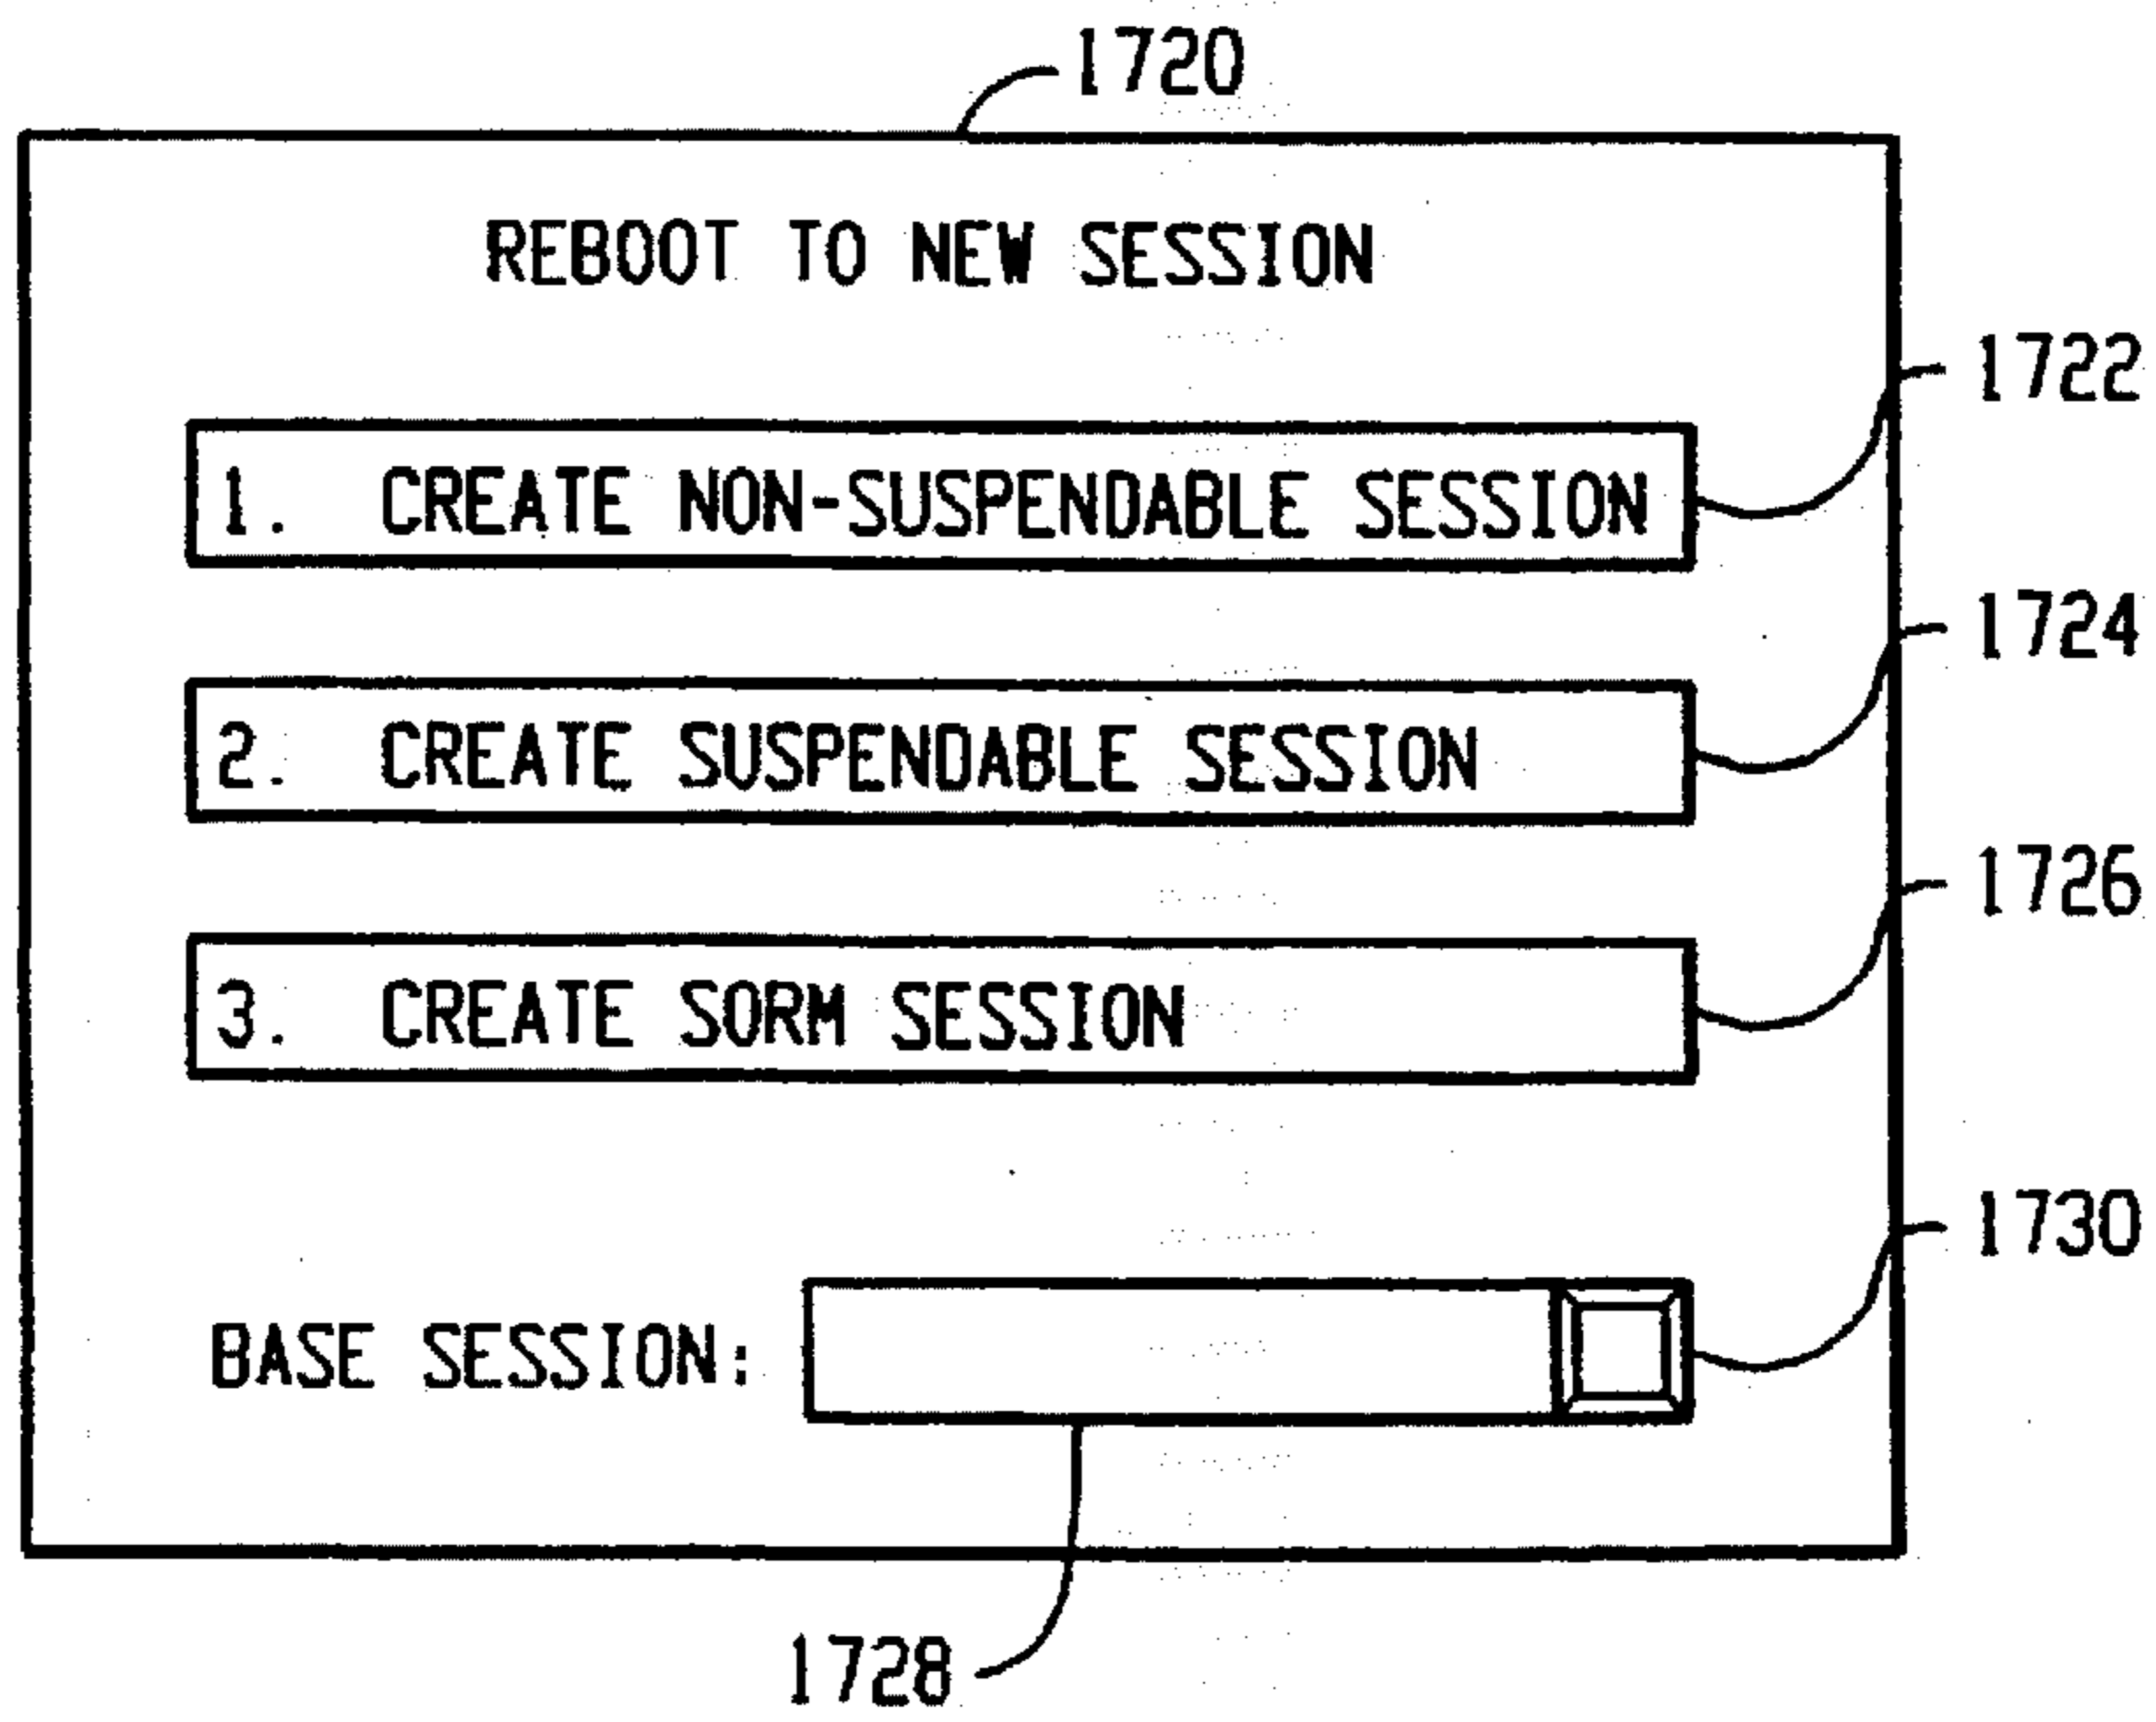 1720
REBOOT TO NEW SESSION
1722
1. CREATE NON-SUSPENDABLE SESSION
1724
2. CREATE SUSPENDABLE SESSION
1726
3. CREATE SORM SESSION
1730
BASE SESSION:
1728